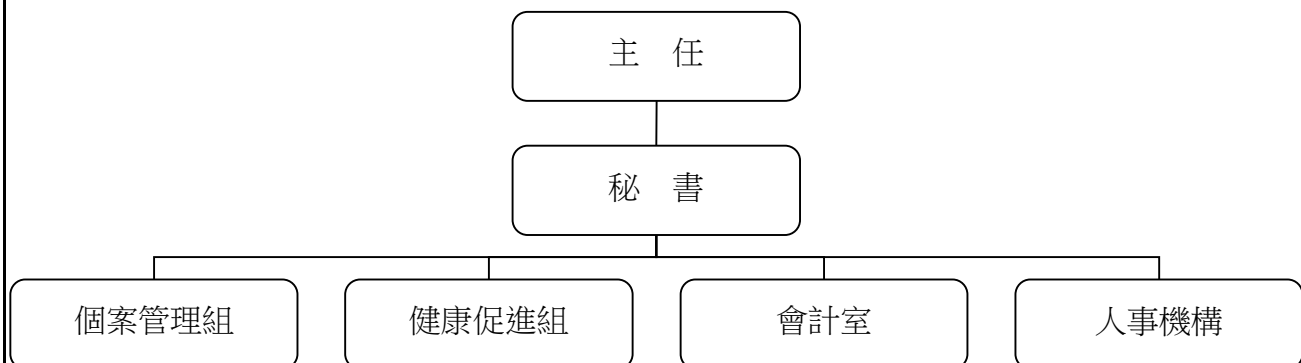 主　任
秘　書
個案管理組
健康促進組
會計室
人事機構